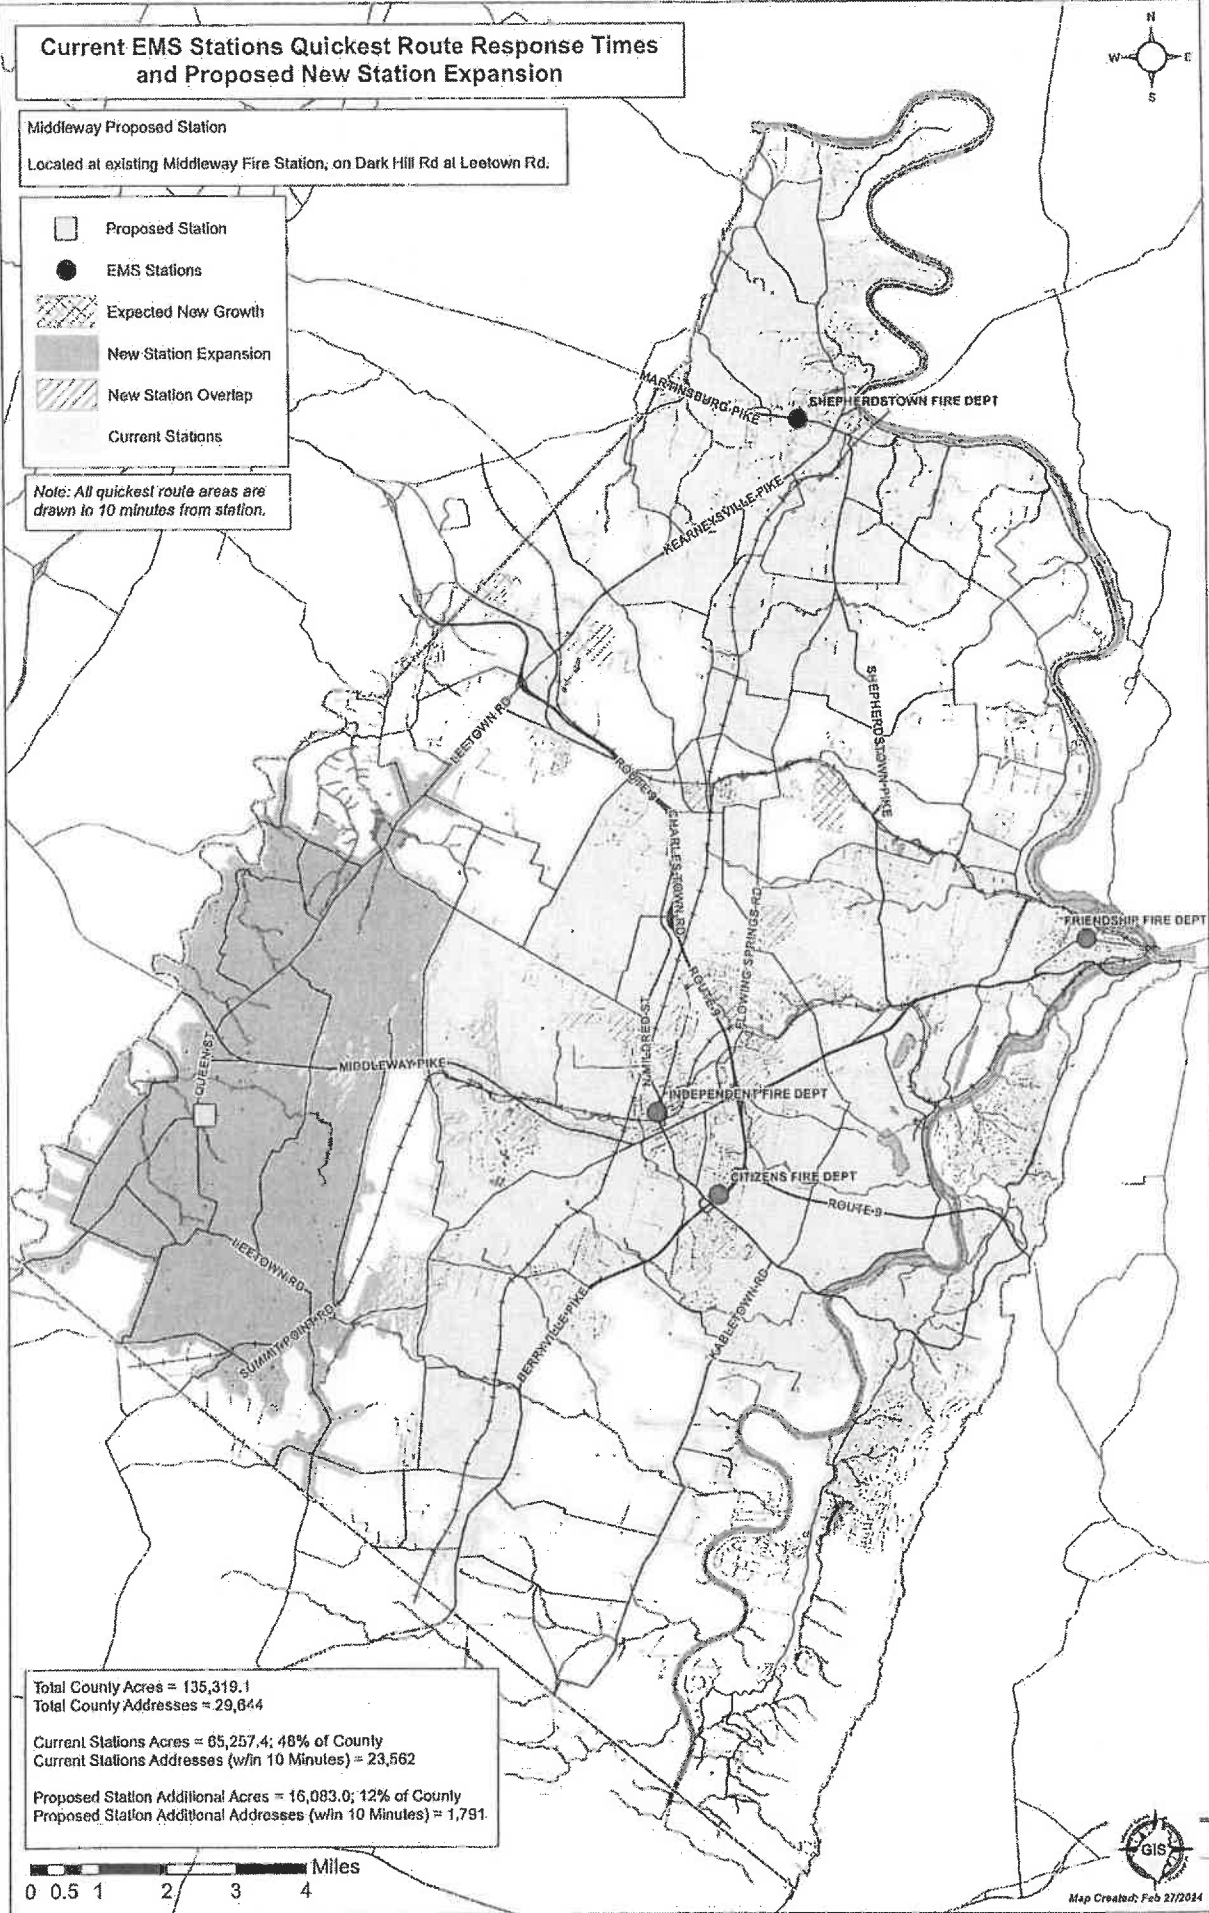 Current EMS Stations Quickest Route Response Times
and Proposed New Station Expansion
N
W
E
S
Middleway Proposed Station
Located at existing Middleway Fire Station, on Dark Hill Rd at Leetown Rd.
Proposed Station
EMS Stations
Expected New Growth
New Station Expansion
New Station Overlap
Current Stations
Note: All quickest route areas are
drawn in 10 minutes from station.
MARTINSBURG-PIKE
SHEPHERDSTOWN FIRE DEPT
KEARNEYSVILLE-PIKE
SHEPHERDSTOWN-PIKE
LEETOWN RD
ROUTE-9
CHARLES-TOWN-RD
FLOWING-SPRINGS-RD
FRIENDSHIP FIRE DEPT
ROUTE-9
N-MILDRED-ST
QUEEN-ST
MIDDLEWAY-PIKE
INDEPENDENT FIRE DEPT
CITIZENS FIRE DEPT
ROUTE-9
LEETOWN-RD
SUMMIT-POINT-RD
BERRYVILLE-PIKE
KABLETOWN-RD
Total County Acres = 135,319.1
Total County Addresses = 29,644
Current Stations Acres = 65,257.4; 48% of County
Current Stations Addresses (w/in 10 Minutes) = 23,562
Proposed Station Additional Acres = 16,083.0; 12% of County
Proposed Station Additional Addresses (w/in 10 Minutes) = 1,791
Miles
0 0.5 1 2 3 4
GIS
Map Created; Feb 27/2024